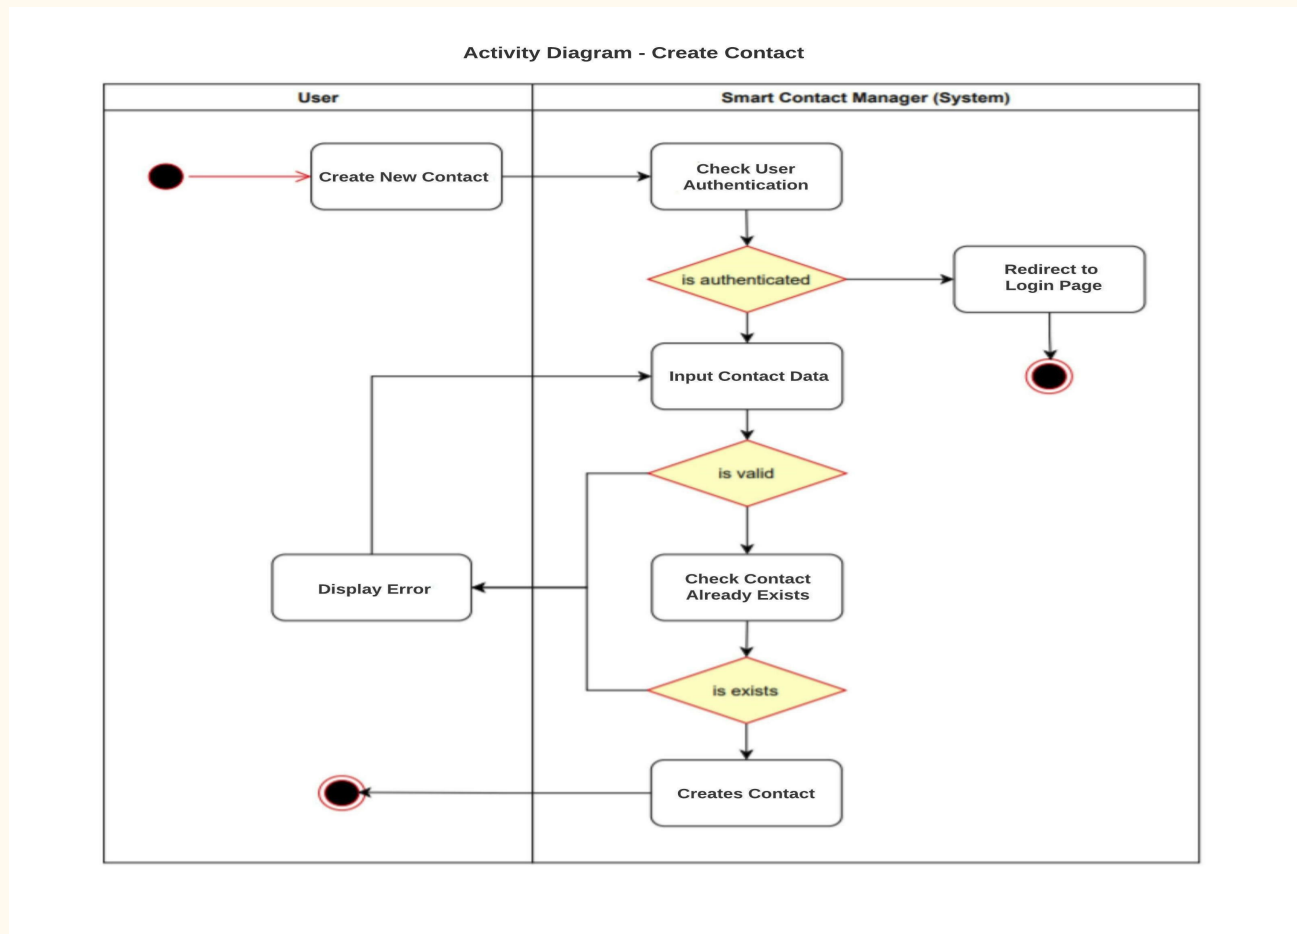 Activity Diagram - Create Contact
User
Smart Contact Manager (System)
Create New Contact
Check User
Authentication
is authenticated
Redirect to
Login Page
Input Contact Data
is valid
Display Error
Check Contact
Already Exists
is exists
Creates Contact